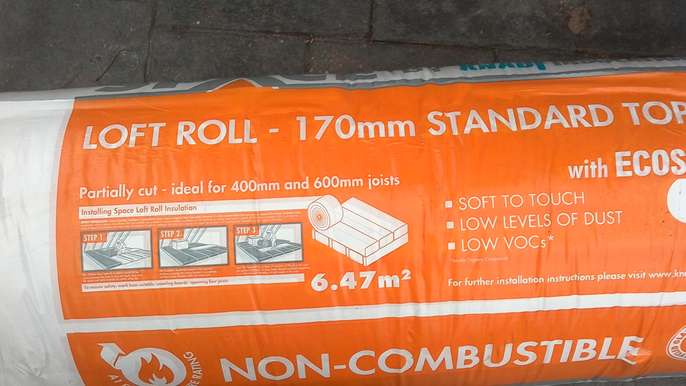 LOFT ROLL - 170mm STANDARD TOP
with ECOS
Partially cut - ideal for 400mm and 600mm joists
Installing Space Loft Roll Insulation
STEP 1
STEP 2
STEP 3
6.47m²
▪ SOFT TO TOUCH
▪ LOW LEVELS OF DUST
▪ LOW VOCs*
For further installation instructions please visit www.kn
NON-COMBUSTIBLE
RATING